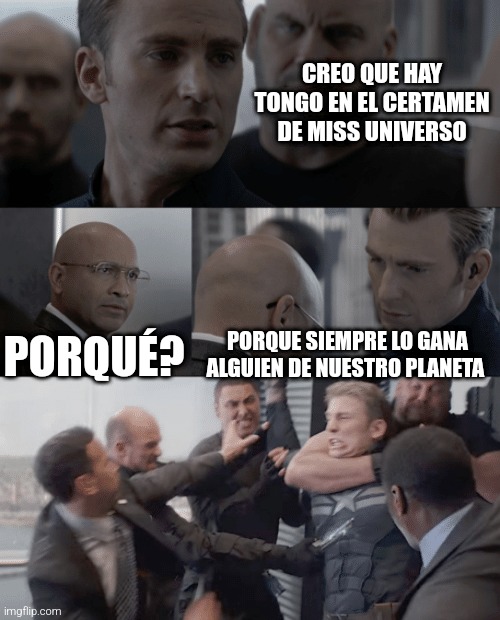 CREO QUE HAY
TONGO EN EL CERTAMEN
DE MISS UNIVERSO
PORQUÉ?
PORQUE SIEMPRE LO GANA
ALGUIEN DE NUESTRO PLANETA
imgflip.com